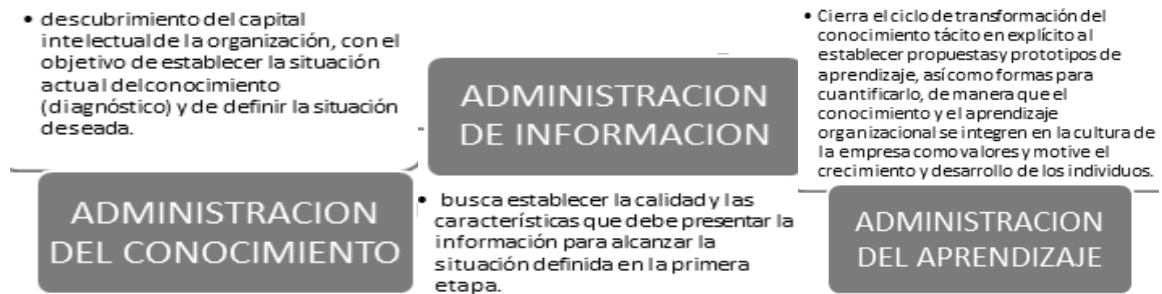 • descubrimiento del capital
intelectual de la organización, con el
objetivo de establecer la situación
actual del conocimiento
(diagnóstico) y de definir la situación
deseada.
ADMINISTRACION
DEL CONOCIMIENTO
ADMINISTRACION
DE INFORMACION
• busca establecer la calidad y las
características que debe presentar la
información para alcanzar la
situación definida en la primera
etapa.
• Cierra el ciclo de transformación del
conocimiento tácito en explícito al
establecer propuestas y prototipos de
aprendizaje, así como formas para
cuantificarlo, de manera que el
conocimiento y el aprendizaje
organizacional se integren en la cultura de
la empresa como valores y motive el
crecimiento y desarrollo de los individuos.
ADMINISTRACION
DEL APRENDIZAJE